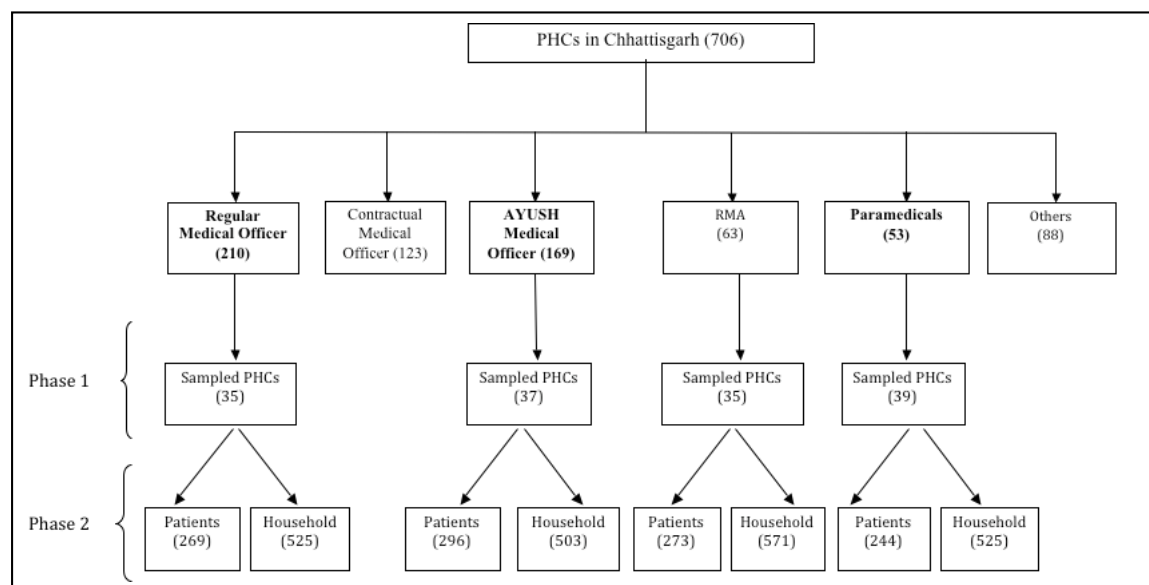 PHCs in Chhattisgarh (706)
Regular
Medical Officer
(210)
Contractual
Medical
Officer (123)
AYUSH
Medical
Officer (169)
RMA
(63)
Paramedicals
(53)
Others
(88)
Phase 1
Sampled PHCs
(35)
Sampled PHCs
(37)
Sampled PHCs
(35)
Sampled PHCs
(39)
Phase 2
Patients
(269)
Household
(525)
Patients
(296)
Household
(503)
Patients
(273)
Household
(571)
Patients
(244)
Household
(525)